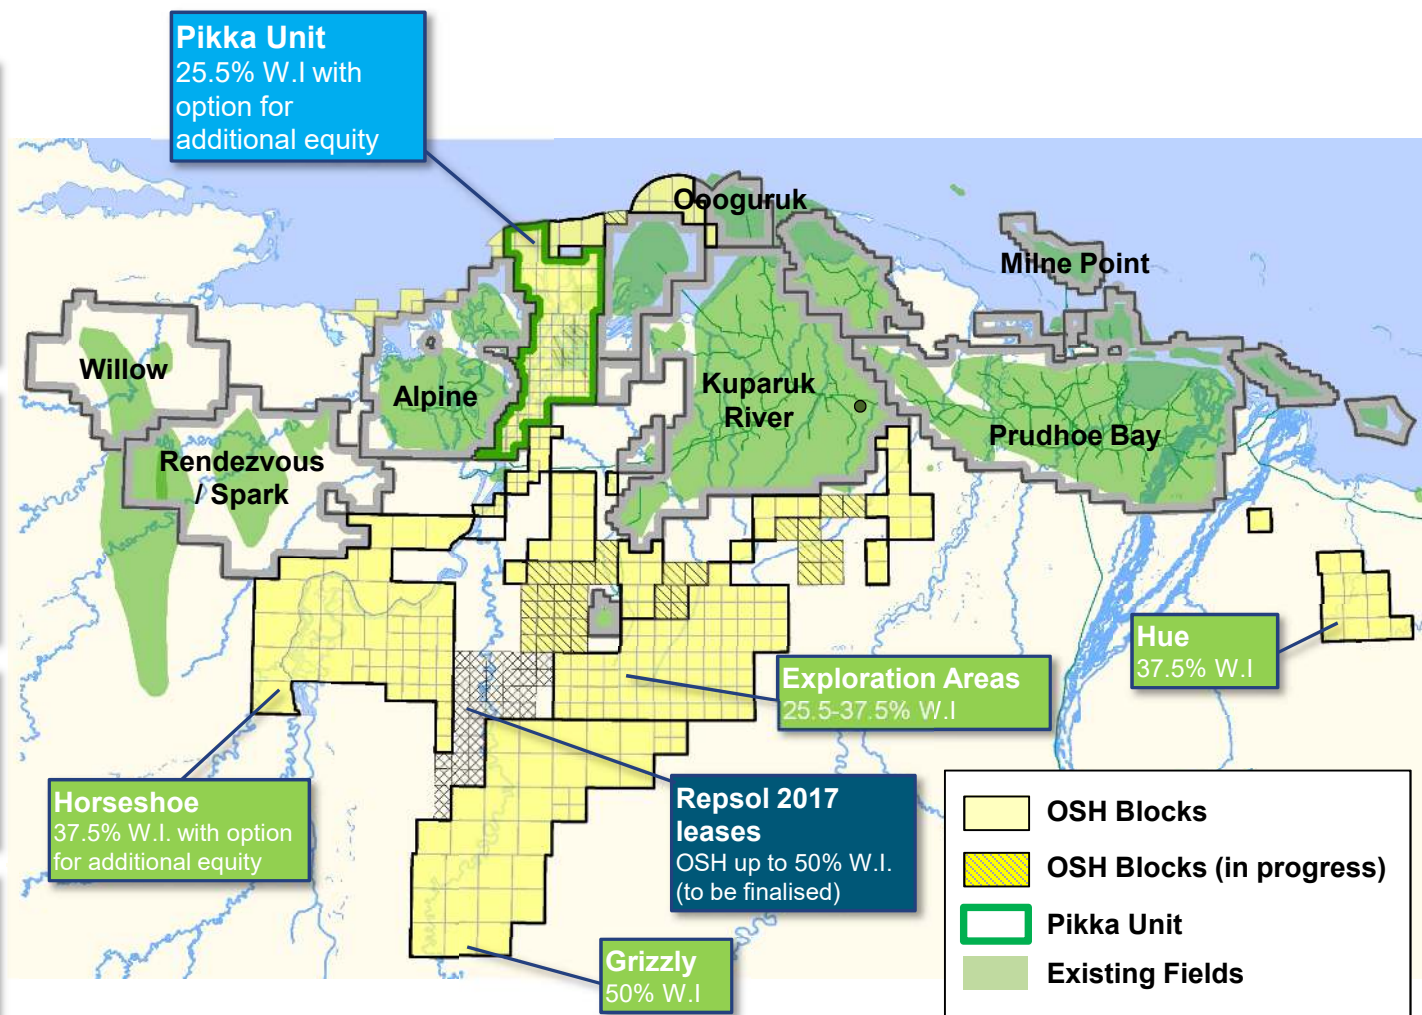 Pikka Unit
25.5% W.I with
option for
additional equity
Oooguruk
Milne Point
Willow
Alpine
Kuparuk
River
Prudhoe Bay
Rendezvous
/ Spark
Hue
37.5% W.I
Exploration Areas
25.5-37.5% W.I
Horseshoe
37.5% W.I. with option
for additional equity
Repsol 2017
leases
OSH up to 50% W.I.
(to be finalised)
Grizzly
50% W.I
OSH Blocks
OSH Blocks (in progress)
Pikka Unit
Existing Fields